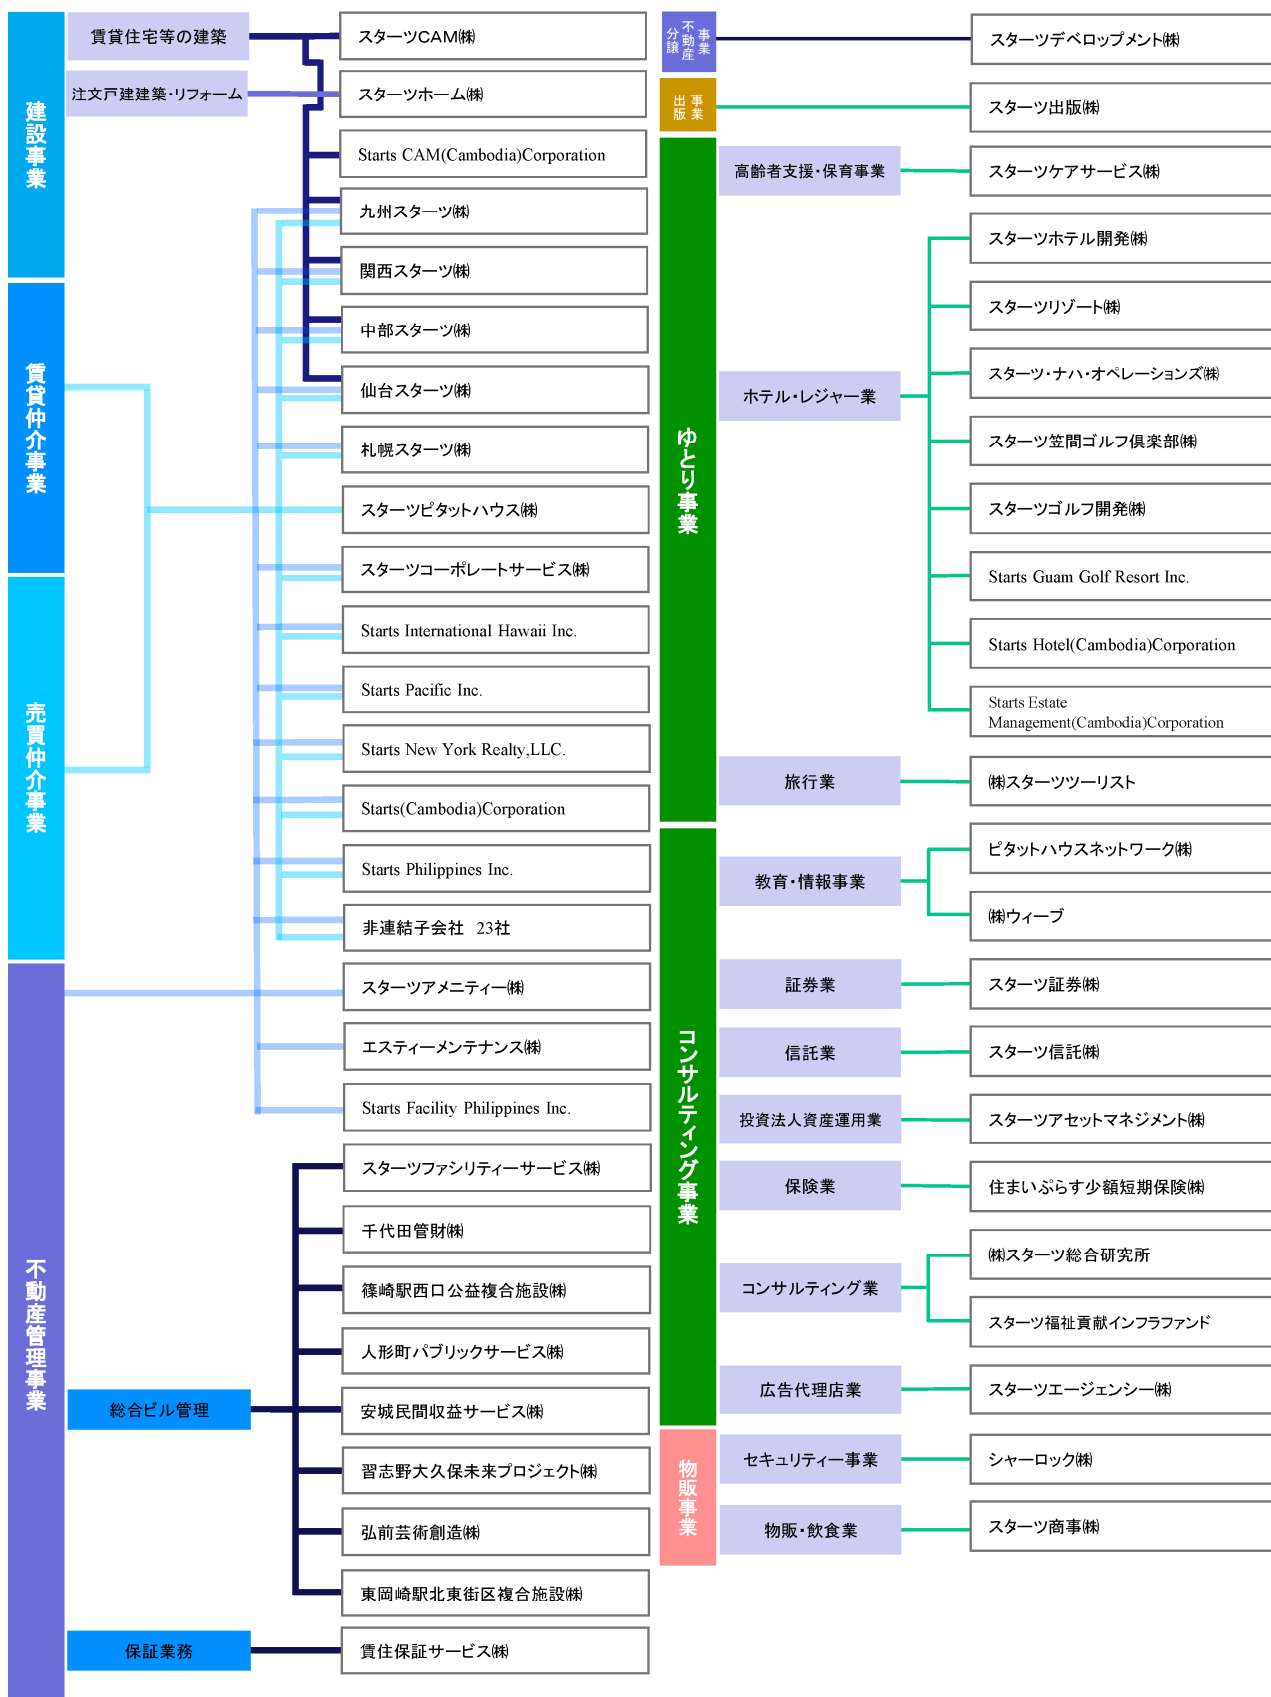 建設事業
賃貸住宅等の建築
注文戸建建築・リフォーム
スターツCAM㈱
スターツホーム㈱
Starts CAM(Cambodia)Corporation
九州スターツ㈱
関西スターツ㈱
中部スターツ㈱
仙台スターツ㈱
札幌スターツ㈱
賃貸仲介事業
スターツピタットハウス㈱
スターツコーポレートサービス㈱
売買仲介事業
Starts International Hawaii Inc.
Starts Pacific Inc.
Starts New York Realty,LLC.
Starts(Cambodia)Corporation
Starts Philippines Inc.
非連結子会社 23社
不動産管理事業
スターツアメニティー㈱
エスティーメンテナンス㈱
Starts Facility Philippines Inc.
総合ビル管理
スターツファシリティーサービス㈱
千代田管財㈱
篠崎駅西口公益複合施設㈱
人形町パブリックサービス㈱
安城民間収益サービス㈱
習志野大久保未来プロジェクト㈱
弘前芸術創造㈱
東岡崎駅北東街区複合施設㈱
保証業務
賃住保証サービス㈱
事業
不動産
分譲
スターツデベロップメント㈱
事業
出版
スターツ出版㈱
ゆとり事業
高齢者支援・保育事業
スターツケアサービス㈱
ホテル・レジャー業
スターツホテル開発㈱
スターツリゾート㈱
スターツ・ナハ・オペレーションズ㈱
スターツ笠間ゴルフ倶楽部㈱
スターツゴルフ開発㈱
Starts Guam Golf Resort Inc.
Starts Hotel(Cambodia)Corporation
Starts Estate
Management(Cambodia)Corporation
旅行業
㈱スターツツーリスト
コンサルティング事業
教育・情報事業
ピタットハウスネットワーク㈱
㈱ウィーブ
証券業
スターツ証券㈱
信託業
スターツ信託㈱
投資法人資産運用業
スターツアセットマネジメント㈱
保険業
住まいぷらす少額短期保険㈱
コンサルティング業
㈱スターツ総合研究所
スターツ福祉貢献インフラファンド
広告代理店業
スターツエージェンシー㈱
物販事業
セキュリティー事業
シャーロック㈱
物販・飲食業
スターツ商事㈱